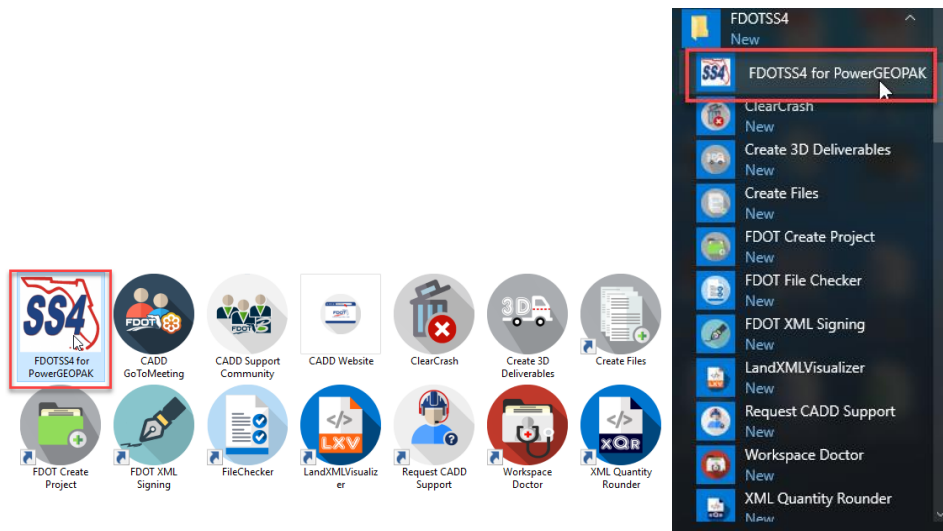 SS4
FDOTSS4 for
PowerGEOPAK
FDOT
CADD
GoToMeeting
FDOT
CADD Support
Community
CADD Website
ClearCrash
3D
Create 3D
Deliverables
Create Files
FDOT Create
Project
FDOT XML
Signing
FileChecker
</>
LXV
LandXMLVisualiz
er
?
Request CADD
Support
Workspace
Doctor
</>
XQR
XML Quantity
Rounder
FDOTSS4
New
SS4
FDOTSS4 for PowerGEOPAK
ClearCrash
New
Create 3D Deliverables
New
Create Files
New
FDOT Create Project
New
FDOT File Checker
New
FDOT XML Signing
New
LandXMLVisualizer
New
Request CADD Support
New
Workspace Doctor
New
XML Quantity Rounder
New